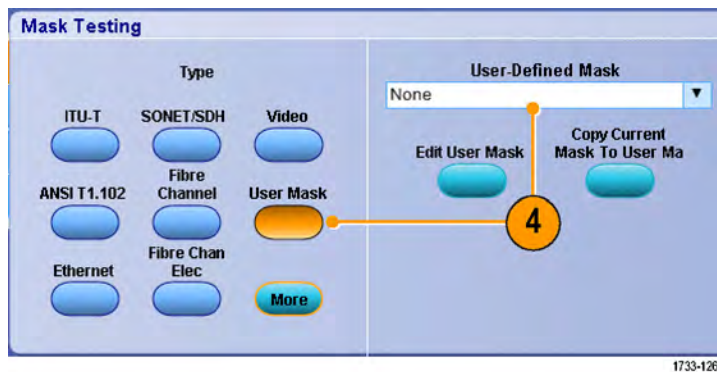 Mask Testing
Type
ITU-T
SONET/SDH
Video
ANSI T1.102
Fibre
Channel
User Mask
Ethernet
Fibre Chan
Elec
More
User-Defined Mask
None
Edit User Mask
Copy Current
Mask To User Ma
4
1733-126